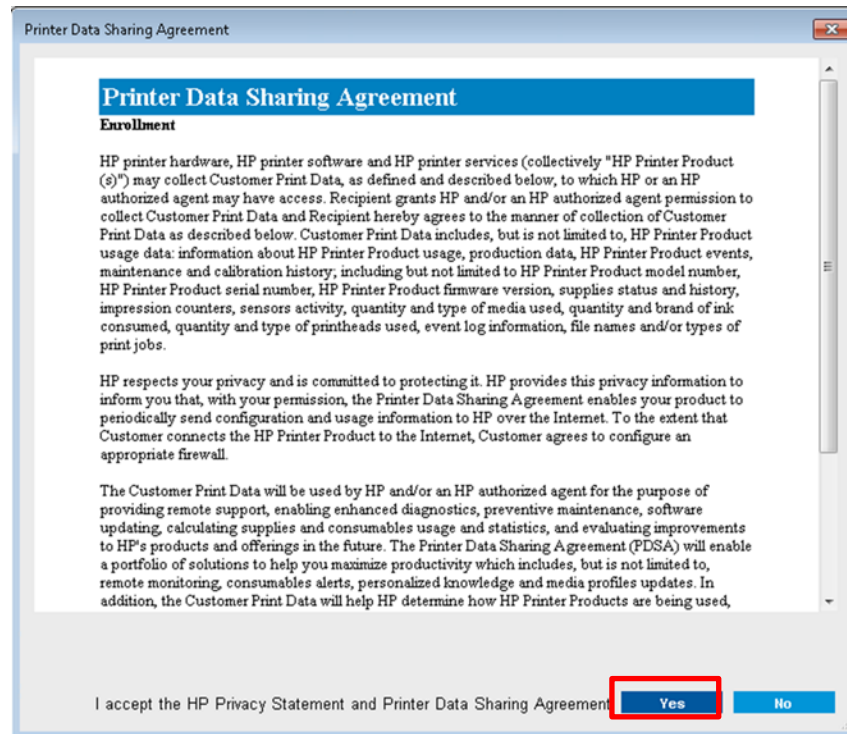 Printer Data Sharing Agreement
Printer Data Sharing Agreement
Enrollment
HP printer hardware, HP printer software and HP printer services (collectively "HP Printer Product
(s)") may collect Customer Print Data, as defined and described below, to which HP or an HP
authorized agent may have access. Recipient grants HP and/or an HP authorized agent permission to
collect Customer Print Data and Recipient hereby agrees to the manner of collection of Customer
Print Data as described below. Customer Print Data includes, but is not limited to, HP Printer Product
usage data: information about HP Printer Product usage, production data, HP Printer Product events,
maintenance and calibration history; including but not limited to HP Printer Product model number,
HP Printer Product serial number, HP Printer Product firmware version, supplies status and history,
impression counters, sensors activity, quantity and type of media used, quantity and brand of ink
consumed, quantity and type of printheads used, event log information, file names and/or types of
print jobs.
HP respects your privacy and is committed to protecting it. HP provides this privacy information to
inform you that, with your permission, the Printer Data Sharing Agreement enables your product to
periodically send configuration and usage information to HP over the Internet. To the extent that
Customer connects the HP Printer Product to the Internet, Customer agrees to configure an
appropriate firewall.
The Customer Print Data will be used by HP and/or an HP authorized agent for the purpose of
providing remote support, enabling enhanced diagnostics, preventive maintenance, software
updating, calculating supplies and consumables usage and statistics, and evaluating improvements
to HP's products and offerings in the future. The Printer Data Sharing Agreement (PDSA) will enable
a portfolio of solutions to help you maximize productivity which includes, but is not limited to,
remote monitoring, consumables alerts, personalized knowledge and media profiles updates. In
addition, the Customer Print Data will help HP determine how HP Printer Products are being used,
I accept the HP Privacy Statement and Printer Data Sharing Agreement Yes No